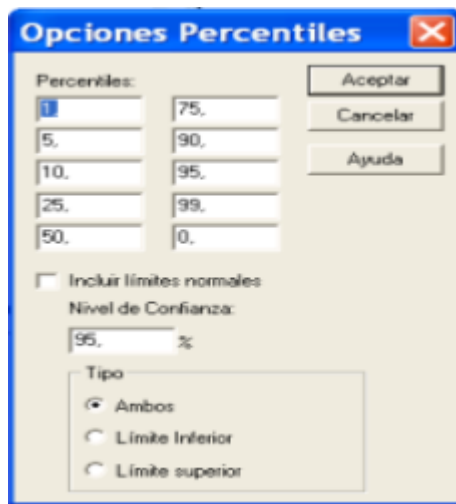 Opciones Percentiles
Percentiles:
Aceptar
1, 75,
Cancelar
5, 90,
Ayuda
10, 95,
25, 99,
50, 0,
Incluir límites normales
Nivel de Confianza:
95, %
Tipo
Ambos
Límite Inferior
Límite superior